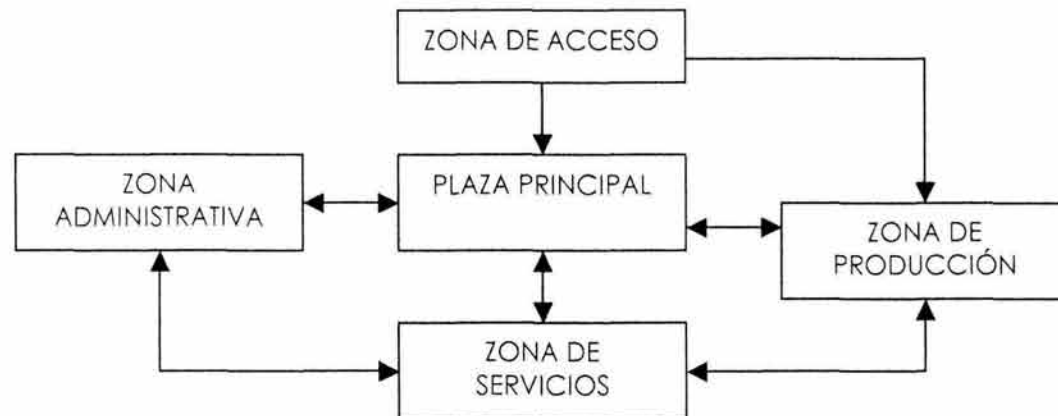 ZONA DE ACCESO
ZONA
ADMINISTRATIVA
PLAZA PRINCIPAL
ZONA DE
PRODUCCIÓN
ZONA DE
SERVICIOS